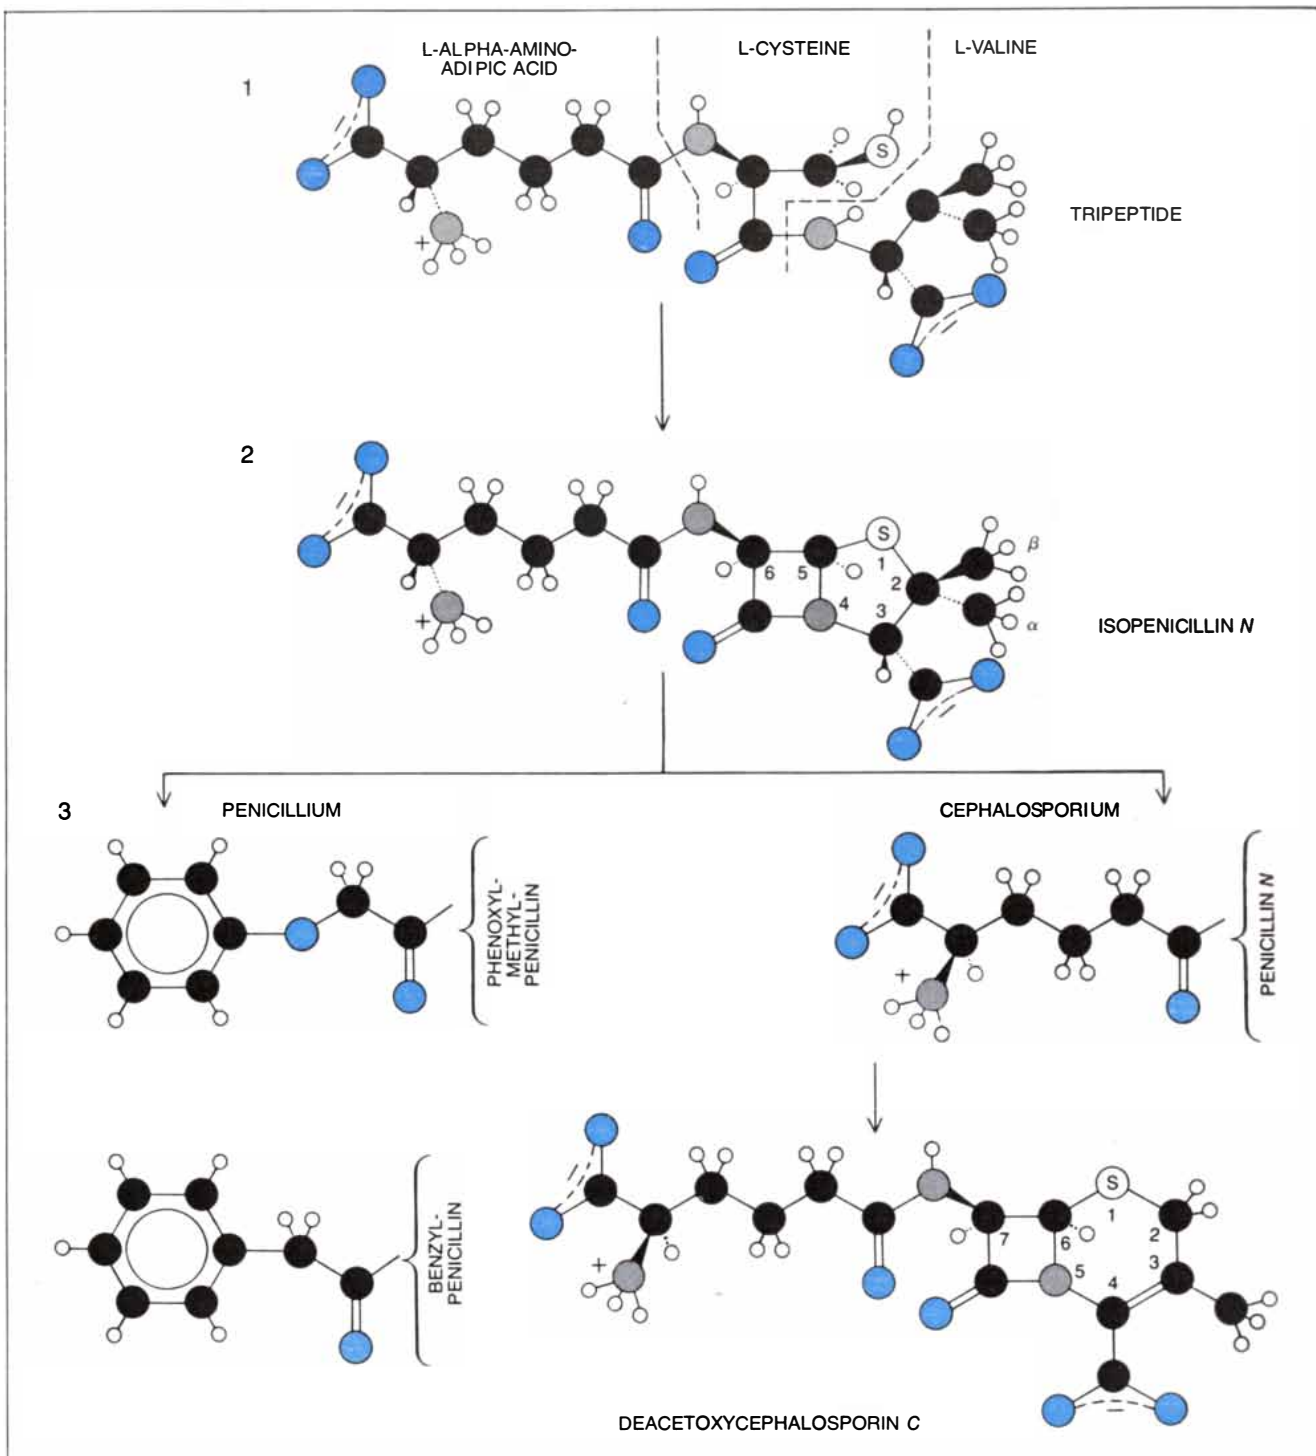 1
L-ALPHA-AMINO-
ADIPIC ACID
L-CYSTEINE
L-VALINE
S
TRIPEPTIDE
+
2
S
β
1
6
5
2
4
3
α
+
ISOPENICILLIN N
3
PENICILLIUM
CEPHALOSPORIUM
PHENOXYL-
METHYL-
PENICILLIN
+
PENICILLIN N
BENZYL-
PENICILLIN
S
1
2
7
6
3
5
4
+
DEACETOXYCEPHALOSPORIN C